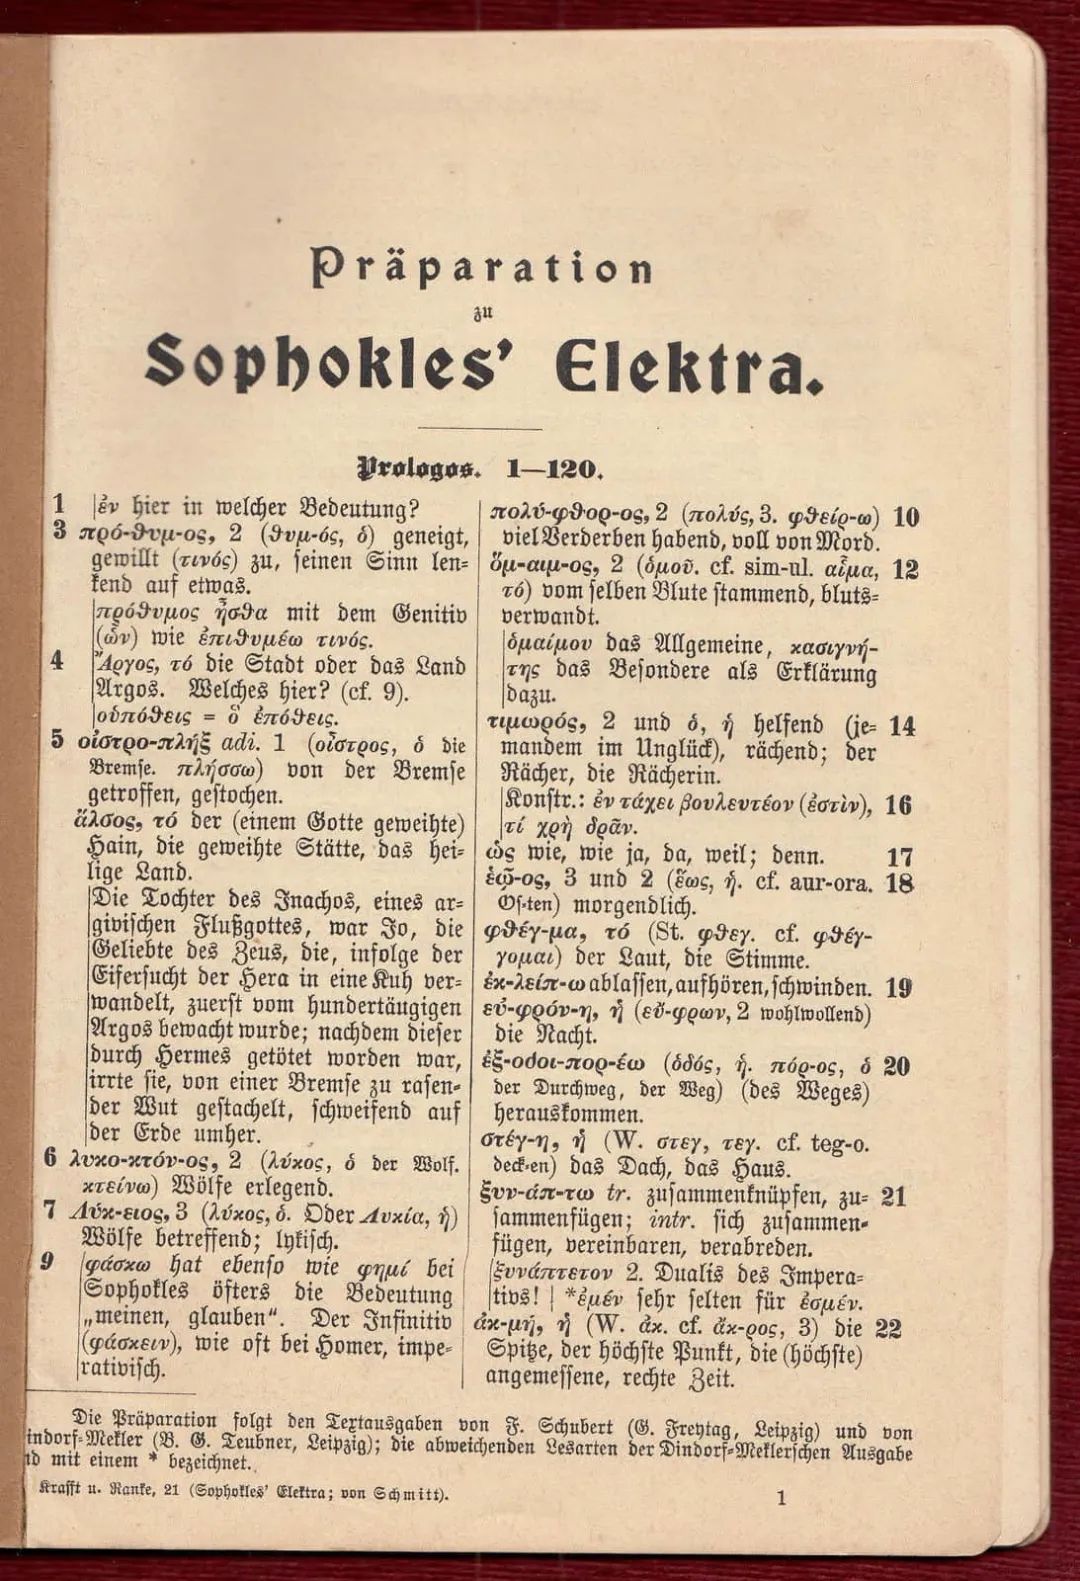 Präparation
zu
Sophokles’ Elektra.
Prologos. 1—120.
1 ἐν hier in welcher Bedeutung?
3 πρό-θυμ-ος, 2 (θυμ-ός, ὁ) geneigt,
gewillt (τινός) zu, seinen Sinn len-
kend auf etwas.
πρόθυμος ἦσθα mit dem Genitiv
(ὧν) wie ἐπιθυμέω τινός.
4 Ἄργος, τό die Stadt oder das Land
Argos. Welches hier? (cf. 9).
οὑπόθεις = ὃ ἐπόθεις.
5 οἰστρο-πλήξ adi. 1 (οἶστρος, ὁ die
Bremse. πλήσσω) von der Bremse
getroffen, gestochen.
ἄλσος, τό der (einem Gotte geweihte)
Hain, die geweihte Stätte, das hei-
lige Land.
Die Tochter des Inachos, eines ar-
givischen Flußgottes, war Jo, die
Geliebte des Zeus, die, infolge der
Eifersucht der Hera in eine Kuh ver-
wandelt, zuerst vom hundertäugigen
Argos bewacht wurde; nachdem dieser
durch Hermes getötet worden war,
irrte sie, von einer Bremse zu rasen-
der Wut gestachelt, schweifend auf
der Erde umher.
6 λυκο-κτόν-ος, 2 (λύκος, ὁ der Wolf.
κτείνω) Wölfe erlegend.
7 Λύκ-ειος, 3 (λύκος, ὁ. Oder Λυκία, ἡ)
Wölfe betreffend; lykisch.
9 φάσκω hat ebenso wie φημί bei
Sophokles öfters die Bedeutung
„meinen, glauben“. Der Infinitiv
(φάσκειν), wie oft bei Homer, impe-
rativisch.
πολύ-φθορ-ος, 2 (πολύς, 3. φθείρ-ω) 10
viel Verderben habend, voll von Mord.
ὅμ-αιμ-ος, 2 (ὁμοῦ. cf. sim-ul. αἷμα, 12
τό) vom selben Blute stammend, bluts-
verwandt.
ὁμαίμου das Allgemeine, κασιγνή-
της das Besondere als Erklärung
dazu.
τιμωρός, 2 und ὁ, ἡ helfend (je- 14
mandem im Unglück), rächend; der
Rächer, die Rächerin.
Konstr.: ἐν τάχει βουλευτέον (ἐστὶν), 16
τί χρὴ δρᾶν.
ὡς wie, wie ja, da, weil; denn. 17
ἑῷ-ος, 3 und 2 (ἕως, ἡ. cf. aur-ora. 18
Os-ten) morgendlich.
φθέγ-μα, τό (St. φθεγ. cf. φθέγ-
γομαι) der Laut, die Stimme.
ἐκ-λείπ-ω ablassen, aufhören, schwinden. 19
εὐ-φρόν-η, ἡ (εὔ-φρων, 2 wohlwollend)
die Nacht.
ἐξ-οδοι-πορ-έω (ὁδός, ἡ. πόρ-ος, ὁ 20
der Durchweg, der Weg) (des Weges)
herauskommen.
στέγ-η, ἡ (W. στεγ, τεγ. cf. teg-o.
deck-en) das Dach, das Haus.
ξυν-άπ-τω tr. zusammenknüpfen, zu- 21
sammenfügen; intr. sich zusammen-
fügen, vereinbaren, verabreden.
ξυνάπτετον 2. Dualis des Impera-
tivs! | *ἐμέν sehr selten für ἐσμέν.
ἀκ-μή, ἡ (W. ἀκ. cf. ἄκ-ρος, 3) die 22
Spitze, der höchste Punkt, die (höchste)
angemessene, rechte Zeit.
Die Präparation folgt den Textausgaben von F. Schubert (G. Freytag, Leipzig) und von
indorf-Mekler (B. G. Teubner, Leipzig); die abweichenden Lesarten der Dindorf-Meklerschen Ausgabe
nd mit einem * bezeichnet.
Krafft u. Ranke, 21 (Sophokles’ Elektra; von Schmitt).
1